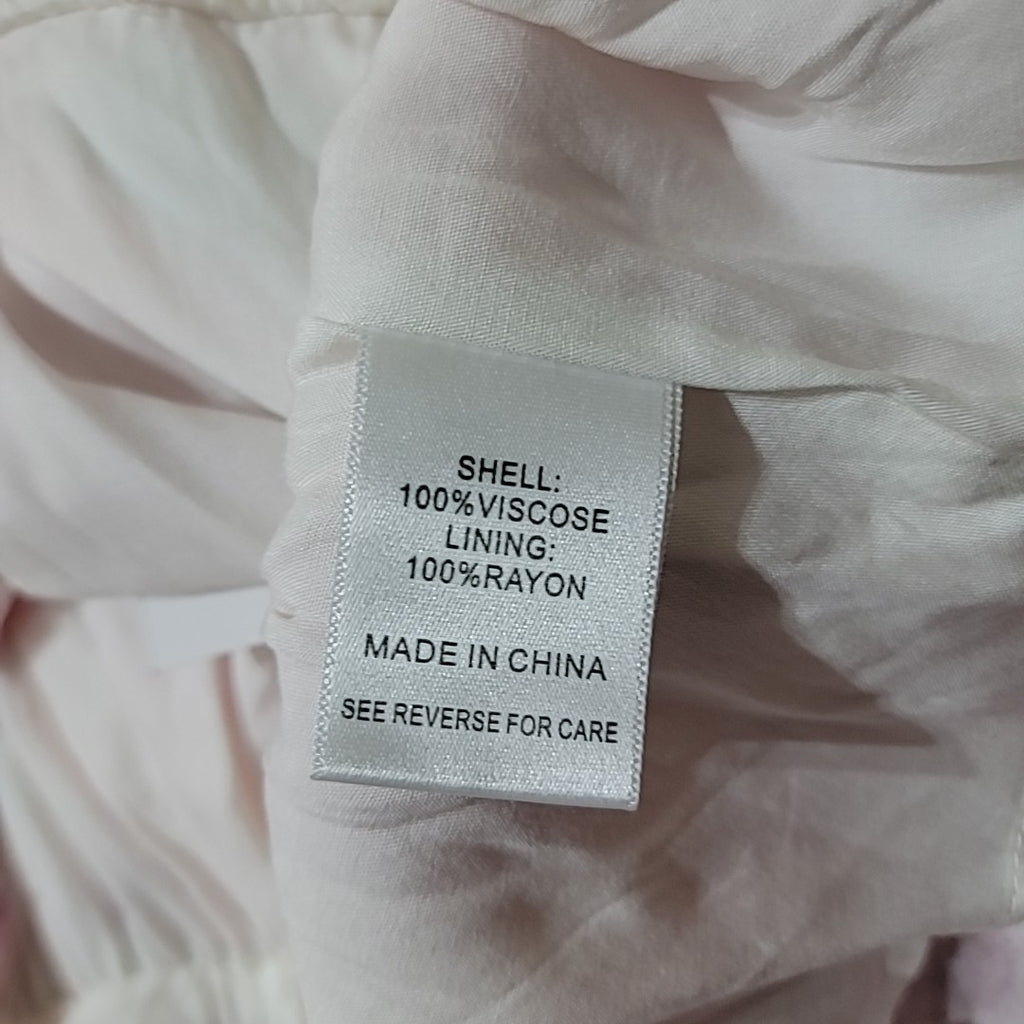 SHELL:
100%VISCOSE
LINING:
100%RAYON
MADE IN CHINA
SEE REVERSE FOR CARE